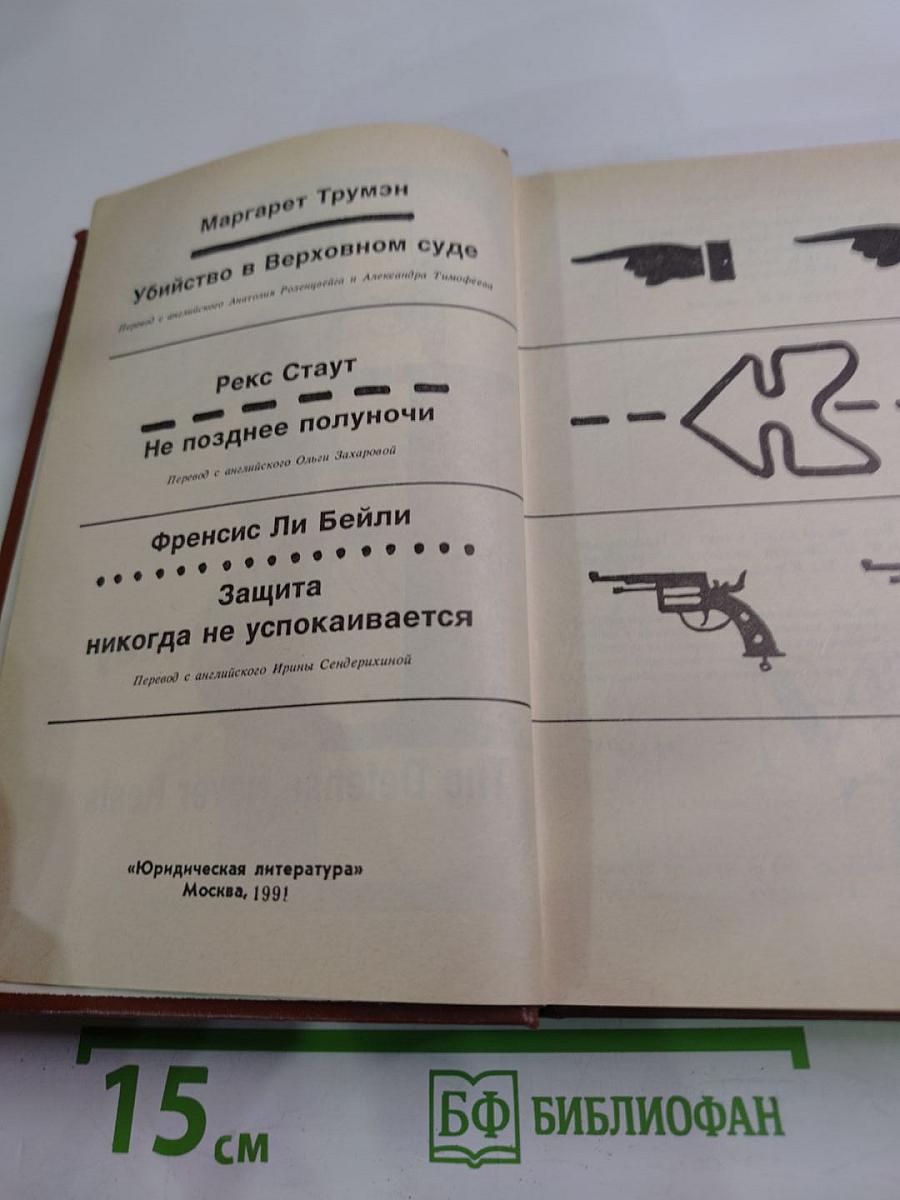 Маргарет Трумэн
Убийство в Верховном суде
Перевод с английского Анатолия Розенцвейга и Александра Тимофеева
Рекс Стаут
Не позднее полуночи
Перевод с английского Ольги Захаровой
Френсис Ли Бейли
Защита
никогда не успокаивается
Перевод с английского Ирины Сендерихиной
«Юридическая литература»
Москва, 1991
15 см
БФ БИБЛИОФАН